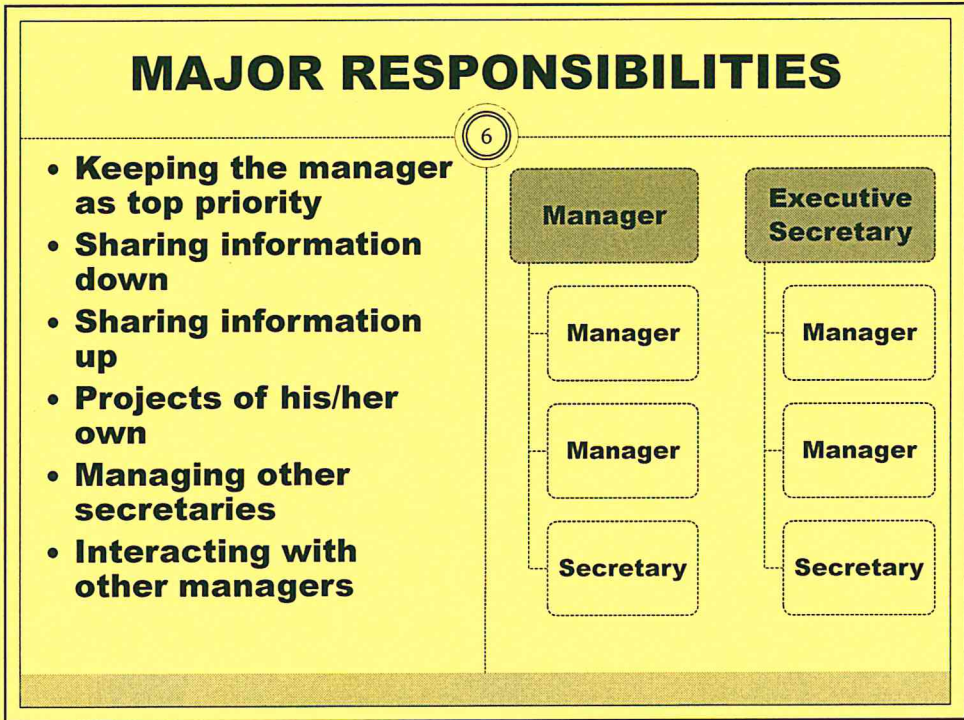 MAJOR RESPONSIBILITIES
6
• Keeping the manager
as top priority
• Sharing information
down
• Sharing information
up
• Projects of his/her
own
• Managing other
secretaries
• Interacting with
other managers
Manager
Manager
Manager
Secretary
Executive
Secretary
Manager
Manager
Secretary